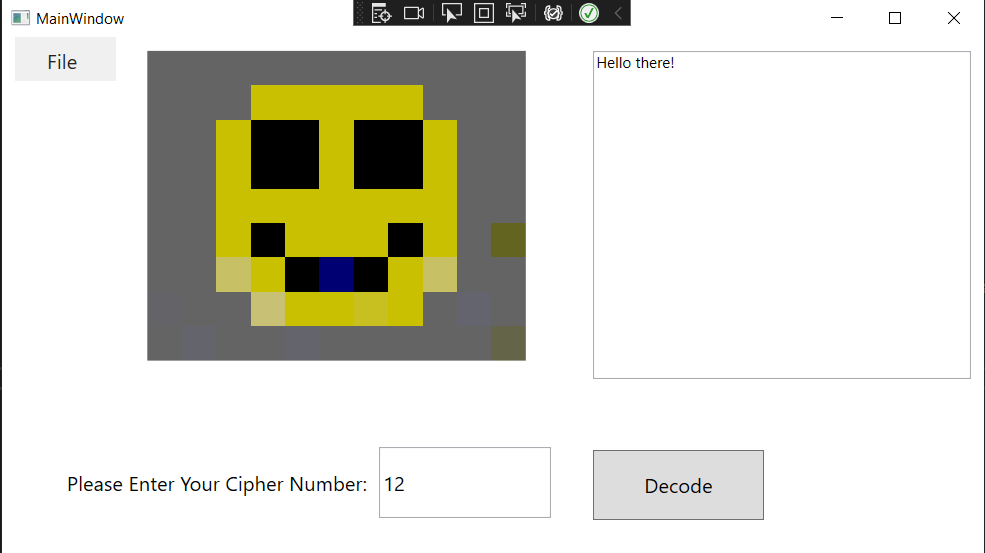 MainWindow
File
Hello there!
Please Enter Your Cipher Number:
12
Decode